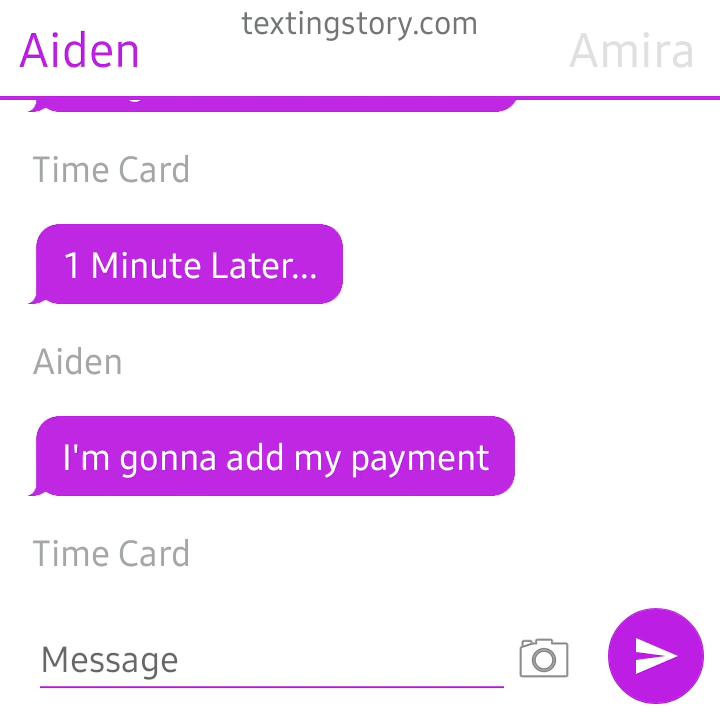 textingstory.com
Aiden
Amira
Time Card
1 Minute Later...
Aiden
I'm gonna add my payment
Time Card
Message